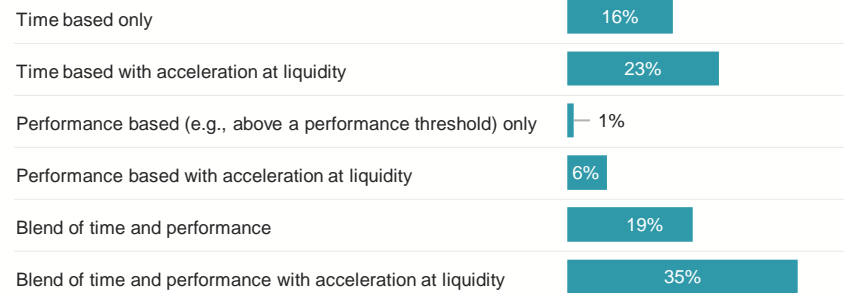 Time based only 16%
Time based with acceleration at liquidity 23%
Performance based (e.g., above a performance threshold) only 1%
Performance based with acceleration at liquidity 6%
Blend of time and performance 19%
Blend of time and performance with acceleration at liquidity 35%